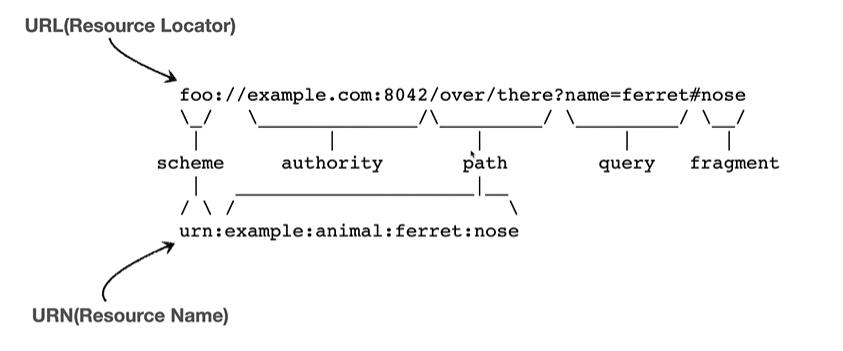 URL(Resource Locator)
foo://example.com:8042/over/there?name=ferret#nose
scheme authority path query fragment
urn:example:animal:ferret:nose
URN(Resource Name)